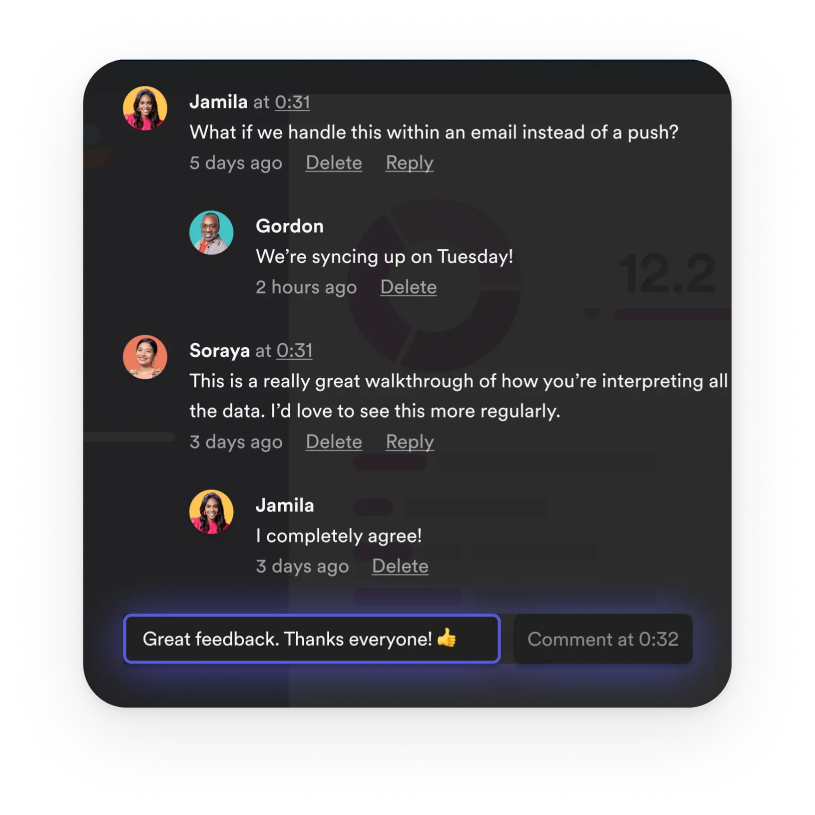 Jamila at 0:31
What if we handle this within an email instead of a push?
5 days ago Delete Reply
Gordon
We’re syncing up on Tuesday!
2 hours ago Delete
12.2
Soraya at 0:31
This is a really great walkthrough of how you’re interpreting all
the data. I’d love to see this more regularly.
3 days ago Delete Reply
Jamila
I completely agree!
3 days ago Delete
Great feedback. Thanks everyone! 👍 Comment at 0:32